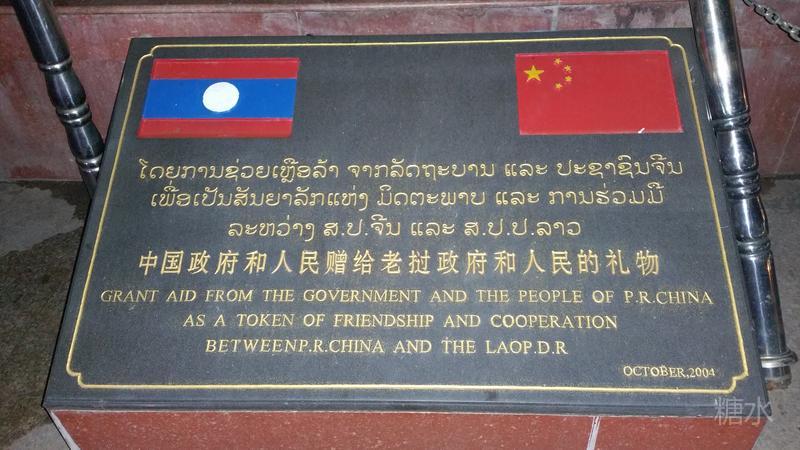 ໂດຍການຊ່ວຍເຫຼືອລ້າ ຈາກລັດຖະບານ ແລະ ປະຊາຊົນຈີນ
ເພື່ອເປັນສັນຍາລັກແຫ່ງ ມິດຕະພາບ ແລະ ການຮ່ວມມື
ລະຫວ່າງ ສ.ປ.ຈີນ ແລະ ສ.ປ.ປ.ລາວ
中国政府和人民赠给老挝政府和人民的礼物
GRANT AID FROM THE GOVERNMENT AND THE PEOPLE OF P.R.CHINA
AS A TOKEN OF FRIENDSHIP AND COOPERATION
BETWEENP.R.CHINA AND THE LAOP.D.R
OCTOBER,2004
糖水